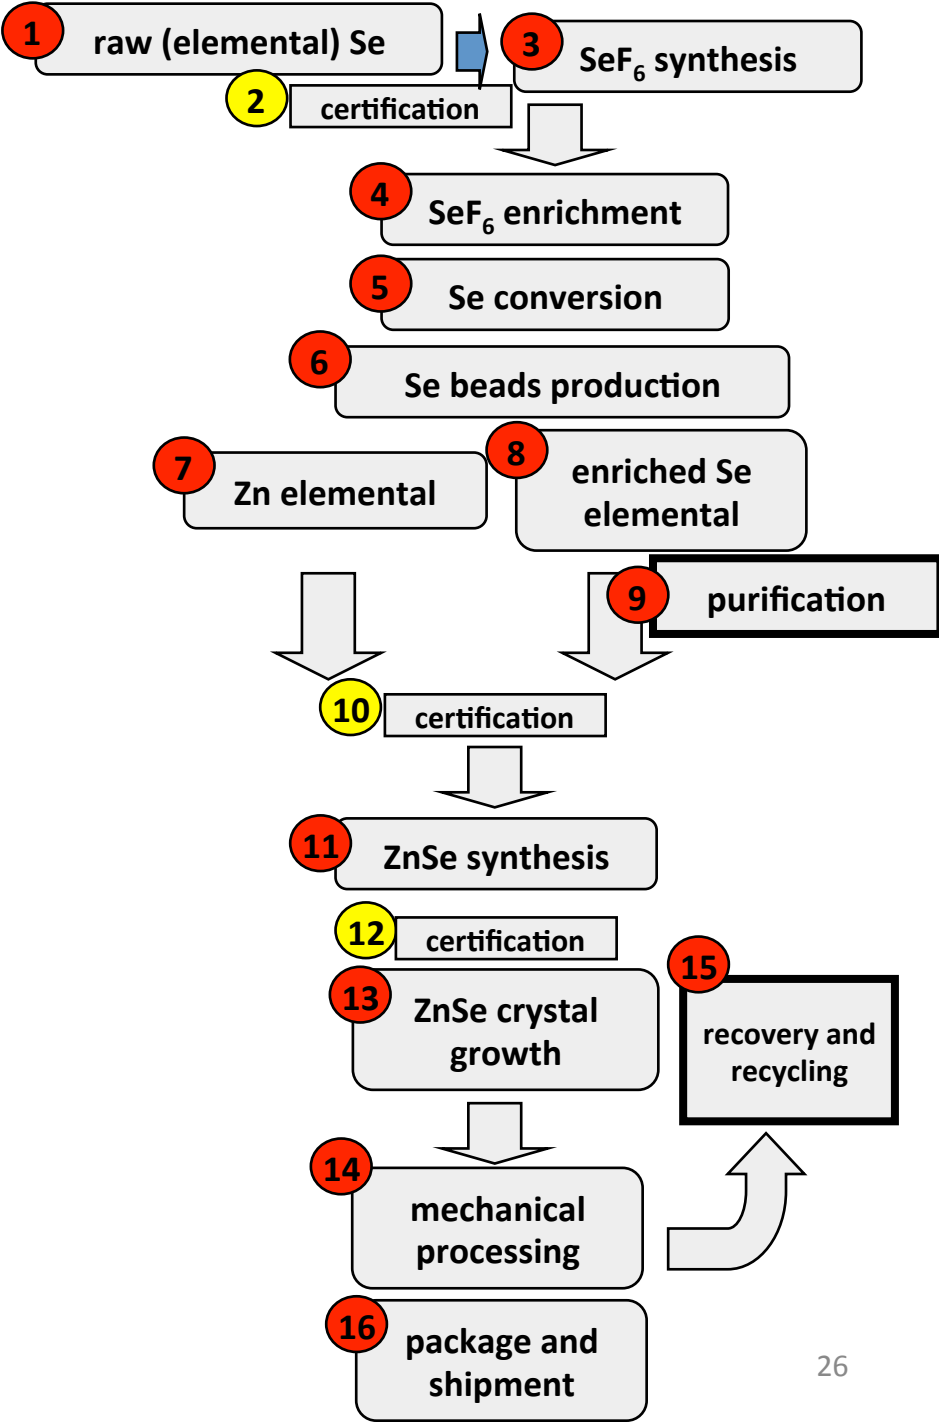 1
raw (elemental) Se
2
certification
3
SeF₆ synthesis
4
SeF₆ enrichment
5
Se conversion
6
Se beads production
7
Zn elemental
8
enriched Se
elemental
9
purification
10
certification
11
ZnSe synthesis
12
certification
13
ZnSe crystal
growth
15
recovery and
recycling
14
mechanical
processing
16
package and
shipment
26